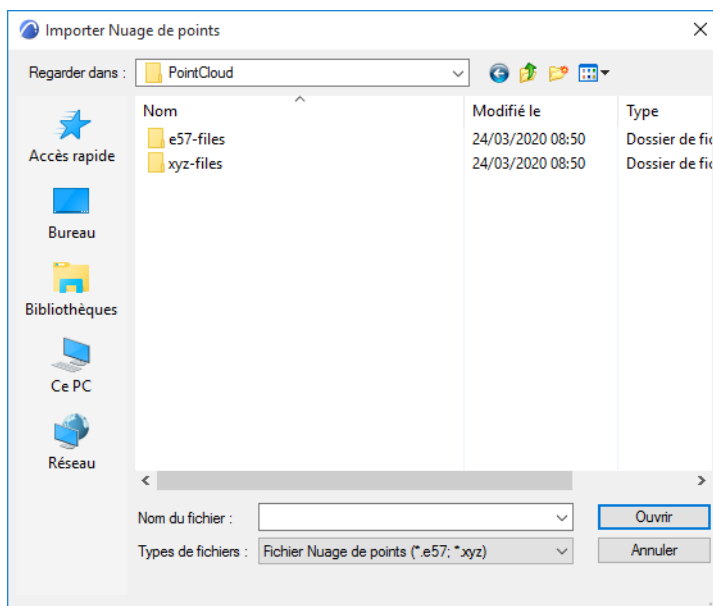 Importer Nuage de points
Regarder dans :
PointCloud
Nom
Modifié le
Type
e57-files
24/03/2020 08:50
Dossier de fic
xyz-files
24/03/2020 08:50
Dossier de fic
Accès rapide
Bureau
Bibliothèques
Ce PC
Réseau
Nom du fichier :
Ouvrir
Types de fichiers :
Fichier Nuage de points (*.e57; *.xyz)
Annuler